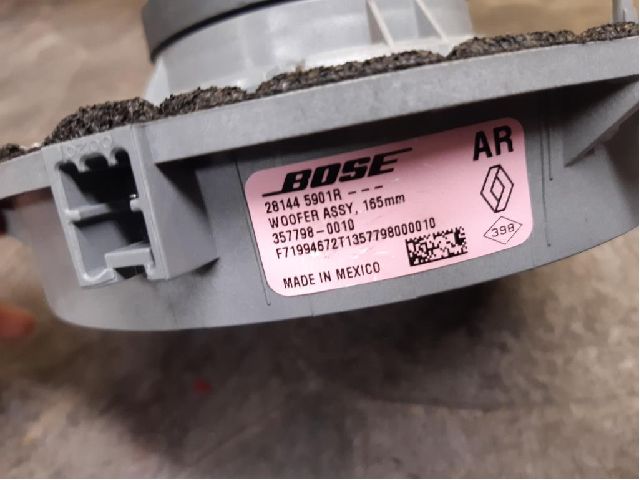 BOSE
AR
28144 5901R - - -
WOOFER ASSY, 165mm
357798-0010
F71994672T1357798000010
398
MADE IN MEXICO